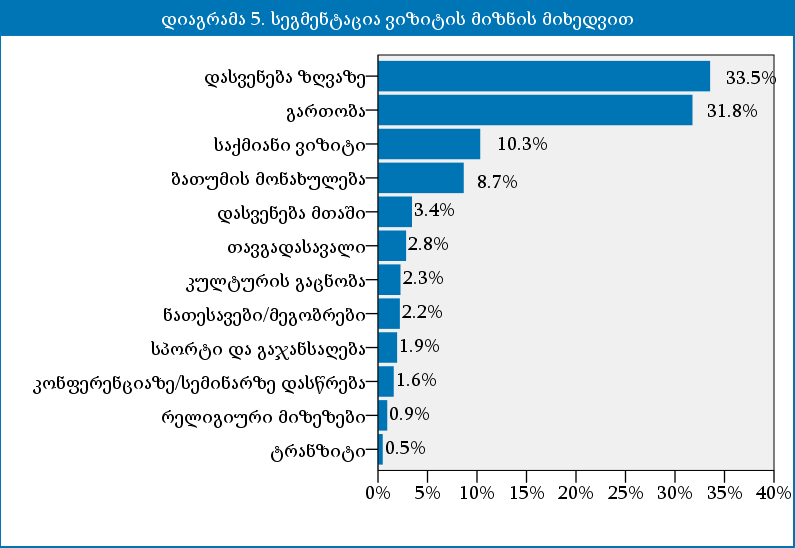 დიაგრამა 5. სეგმენტაცია ვიზიტის მიზნის მიხედვით
დასვენება ზღვაზე 33.5%
გართობა 31.8%
საქმიანი ვიზიტი 10.3%
ბათუმის მონახულება 8.7%
დასვენება მთაში 3.4%
თავგადასავალი 2.8%
კულტურის გაცნობა 2.3%
ნათესავები/მეგობრები 2.2%
სპორტი და გაჯანსაღება 1.9%
კონფერენციაზე/სემინარზე დასწრება 1.6%
რელიგიური მიზეზები 0.9%
ტრანზიტი 0.5%
0% 5% 10% 15% 20% 25% 30% 35% 40%